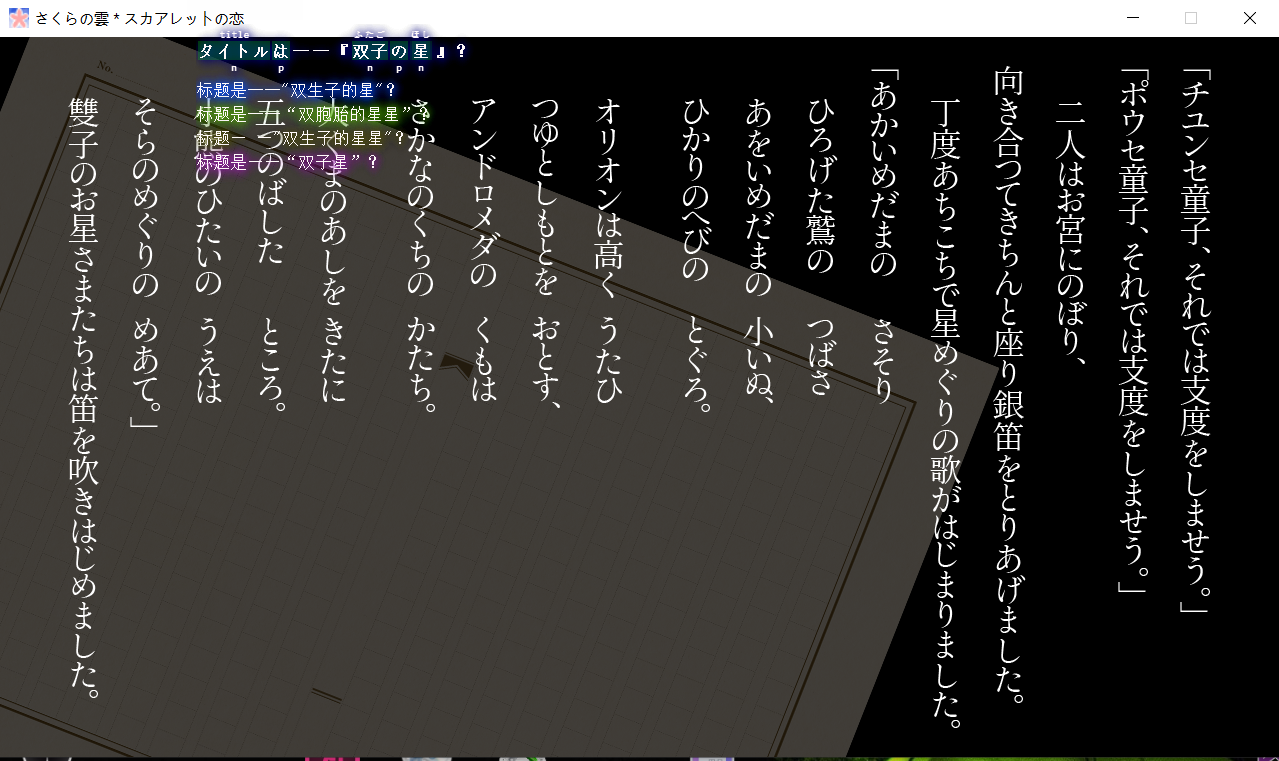 さくらの雲 * スカアレットの恋
title ふたご ほし
タイトルは——『双子の星』？
n p n p n
标题是——"双生子的星"？
标题是——“双胞胎的星星”？
标题——"双生子的星星"？
标题是——“双子星”？
No.
「チユンセ童子、それでは支度をしませう。」
「ポウセ童子、それでは支度をしませう。」
二人はお宮にのぼり、
向き合つてきちんと座り銀笛をとりあげました。
丁度あちこちで星めぐりの歌がはじまりました。
「あかいめだまの　さそり
ひろげた鷲の　つばさ
あをいめだまの　小いぬ、
ひかりのへびの　とぐろ。
オリオンは高く　うたひ
つゆとしもとを　おとす、
アンドロメダの　くもは
さかなのくちの　かたち。
大ぐまのあしを　きたに
五つのばした　ところ。
小熊のひたいの　うえは
そらのめぐりの　めあて。」
雙子のお星さまたちは笛を吹きはじめました。